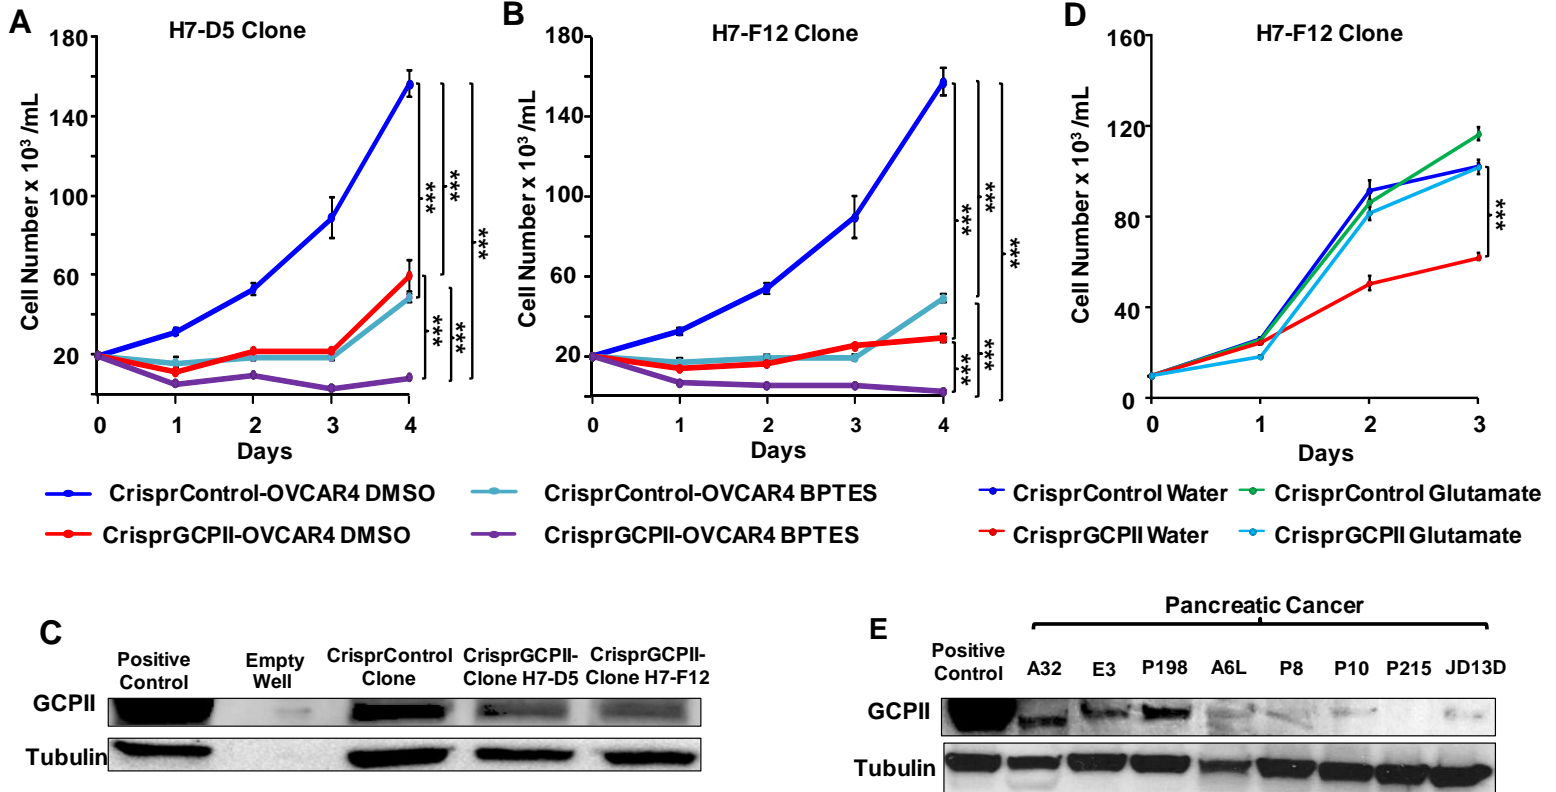 A
H7-D5 Clone
180
140
100
60
20
Cell Number x 10³ /mL
0 1 2 3 4
Days
***
***
***
***
***
B
H7-F12 Clone
180
140
100
60
20
Cell Number x 10³ /mL
0 1 2 3 4
Days
***
***
***
***
***
CrisprControl-OVCAR4 DMSO
CrisprControl-OVCAR4 BPTES
CrisprGCPII-OVCAR4 DMSO
CrisprGCPII-OVCAR4 BPTES
D
H7-F12 Clone
160
120
80
40
0
Cell Number x 10³ /mL
0 1 2 3
Days
***
CrisprControl Water
CrisprControl Glutamate
CrisprGCPII Water
CrisprGCPII Glutamate
C
Positive
Control
Empty
Well
CrisprControl
Clone
CrisprGCPII-
Clone H7-D5
CrisprGCPII-
Clone H7-F12
GCPII
Tubulin
E
Pancreatic Cancer
Positive
Control
A32 E3 P198 A6L P8 P10 P215 JD13D
GCPII
Tubulin